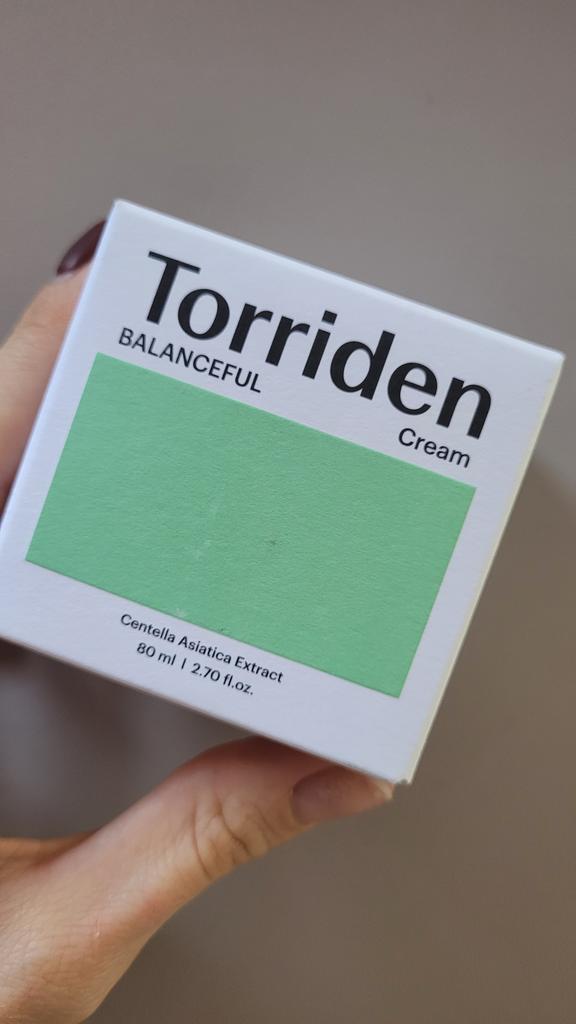 Torriden
BALANCEFUL
Cream
Centella Asiatica Extract
80 ml | 2.70 fl.oz.